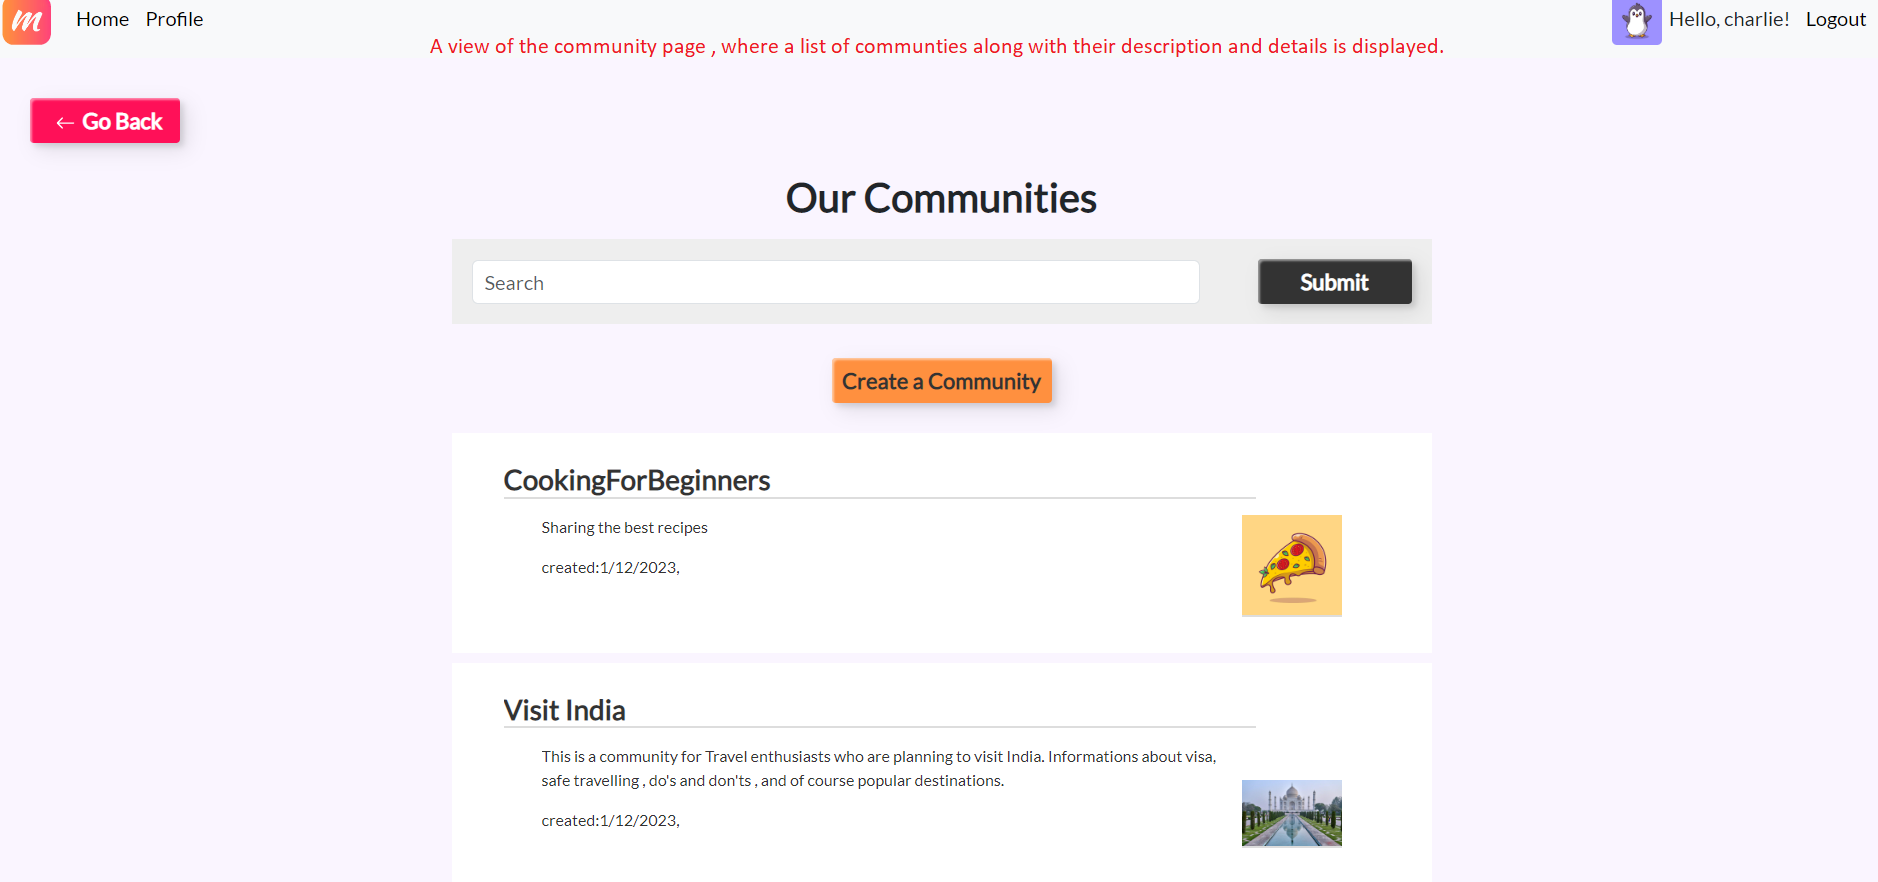 m
Home Profile
Hello, charlie! Logout
A view of the community page , where a list of communties along with their description and details is displayed.
← Go Back
Our Communities
Search
Submit
Create a Community
CookingForBeginners
Sharing the best recipes
created:1/12/2023,
Visit India
This is a community for Travel enthusiasts who are planning to visit India. Informations about visa,
safe travelling , do's and don'ts , and of course popular destinations.
created:1/12/2023,